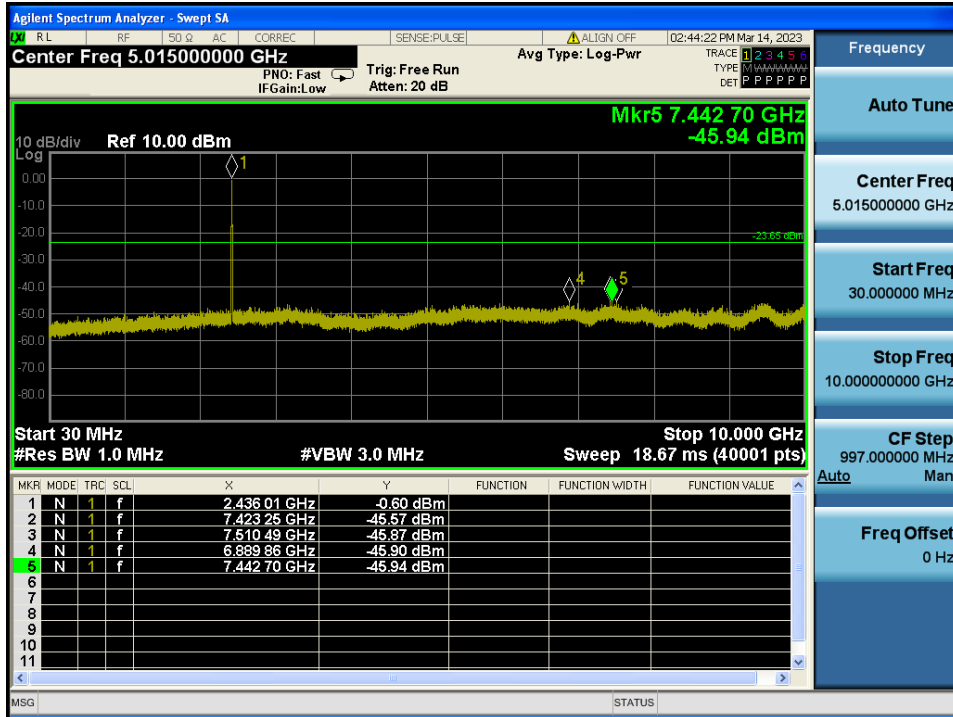 Agilent Spectrum Analyzer - Swept SA
LXI RL RF 50 Ω AC CORREC SENSE:PULSE ALIGN OFF 02:44:22 PM Mar 14, 2023
Center Freq 5.015000000 GHz
PNO: Fast
IFGain:Low
Trig: Free Run
Atten: 20 dB
Avg Type: Log-Pwr
TRACE 1 2 3 4 5 6
TYPE M WWWWW
DET P P P P P P
Mkr5 7.442 70 GHz
-45.94 dBm
10 dB/div Ref 10.00 dBm
Log
0.00
-10.0
-20.0
-30.0
-40.0
-50.0
-60.0
-70.0
-80.0
1
-23.65 dBm
4
5
Start 30 MHz
Stop 10.000 GHz
#Res BW 1.0 MHz
#VBW 3.0 MHz
Sweep 18.67 ms (40001 pts)
MKR MODE TRC SCL X Y FUNCTION FUNCTION WIDTH FUNCTION VALUE
1 N 1 f 2.436 01 GHz -0.60 dBm
2 N 1 f 7.423 25 GHz -45.57 dBm
3 N 1 f 7.510 49 GHz -45.87 dBm
4 N 1 f 6.889 86 GHz -45.90 dBm
5 N 1 f 7.442 70 GHz -45.94 dBm
6
7
8
9
10
11
MSG
STATUS
Frequency
Auto Tune
Center Freq
5.015000000 GHz
Start Freq
30.000000 MHz
Stop Freq
10.000000000 GHz
CF Step
997.000000 MHz
Auto Man
Freq Offset
0 Hz